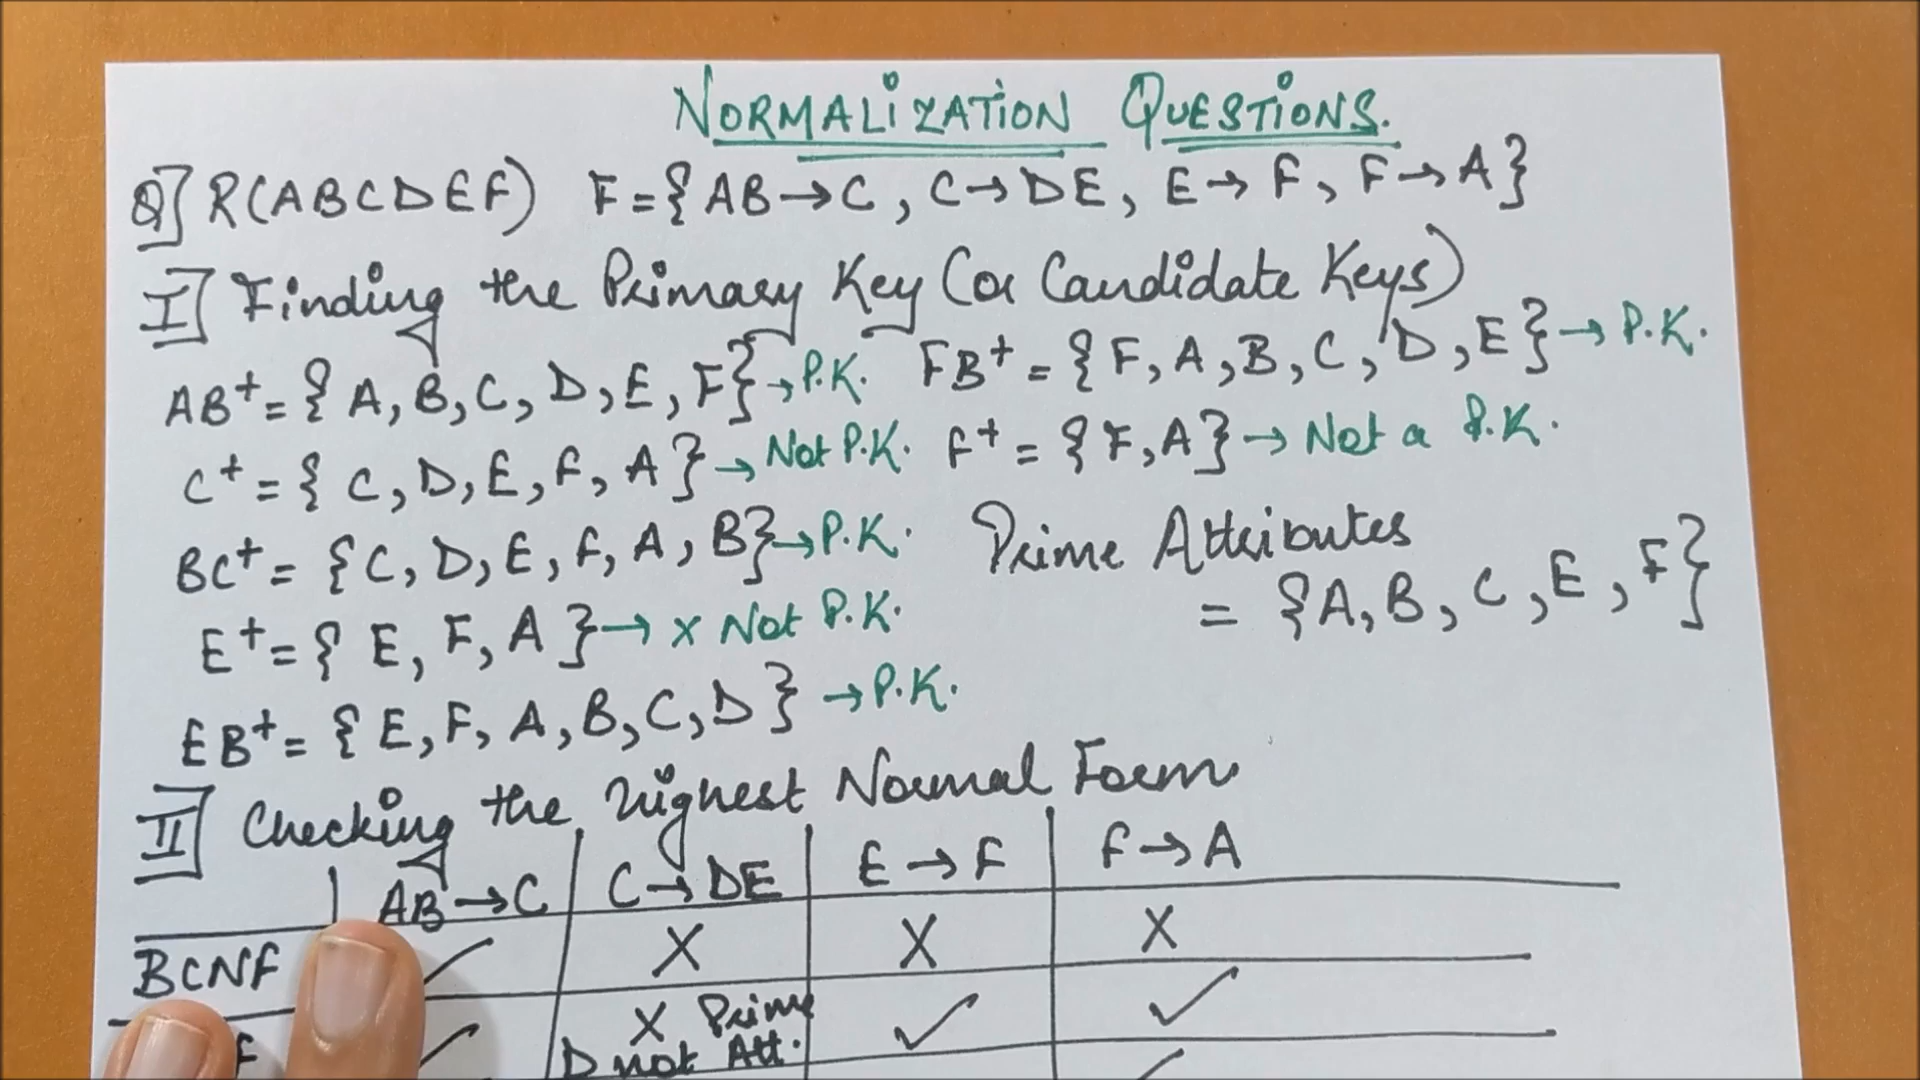 NORMALIZATION QUESTIONS.
Q] R(ABCDEF) F={AB→C, C→DE, E→F, F→A}
I] Finding the Primary Key (or Candidate Keys)
AB+={A,B,C,D,E,F}→P.K. FB+={F,A,B,C,D,E}→P.K.
C+={C,D,E,F,A}→Not P.K. F+={F,A}→Not a P.K.
BC+={C,D,E,F,A,B}→P.K. Prime Attributes
={A,B,C,E,F}
E+={E,F,A}→x Not P.K.
EB+={E,F,A,B,C,D}→P.K.
II] Checking the Highest Normal Form
AB→C C→DE E→F F→A
BCNF ✓ X X X
F ✓ X Prime ✓ ✓
D not Att. ✓